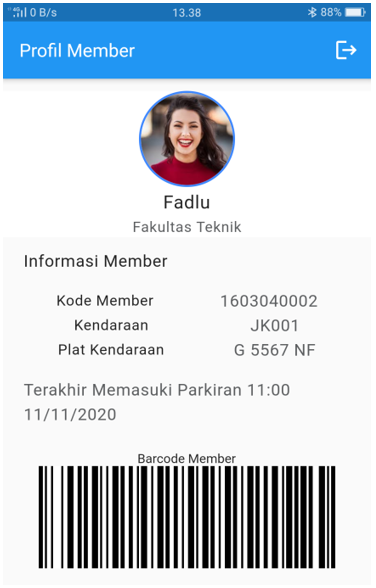 4G 0 B/s 13.38 88%
Profil Member
Fadlu
Fakultas Teknik
Informasi Member
Kode Member 1603040002
Kendaraan JK001
Plat Kendaraan G 5567 NF
Terakhir Memasuki Parkiran 11:00
11/11/2020
Barcode Member